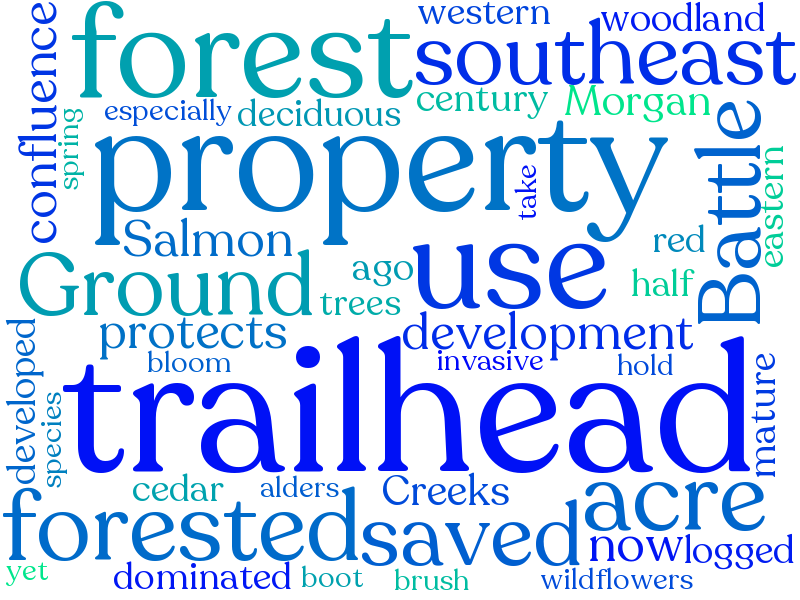 western
woodland
confluence
forest
southeast
especially
deciduous
century
Morgan
spring
property
take
Battle
eastern
Salmon
use
red
Ground
ago
half
trees
protects
development
developed
bloom
invasive
hold
trailhead
mature
species
cedar
alders
Creeks
acre
forested
saved
now
logged
yet
dominated
boot
brush
wildflowers